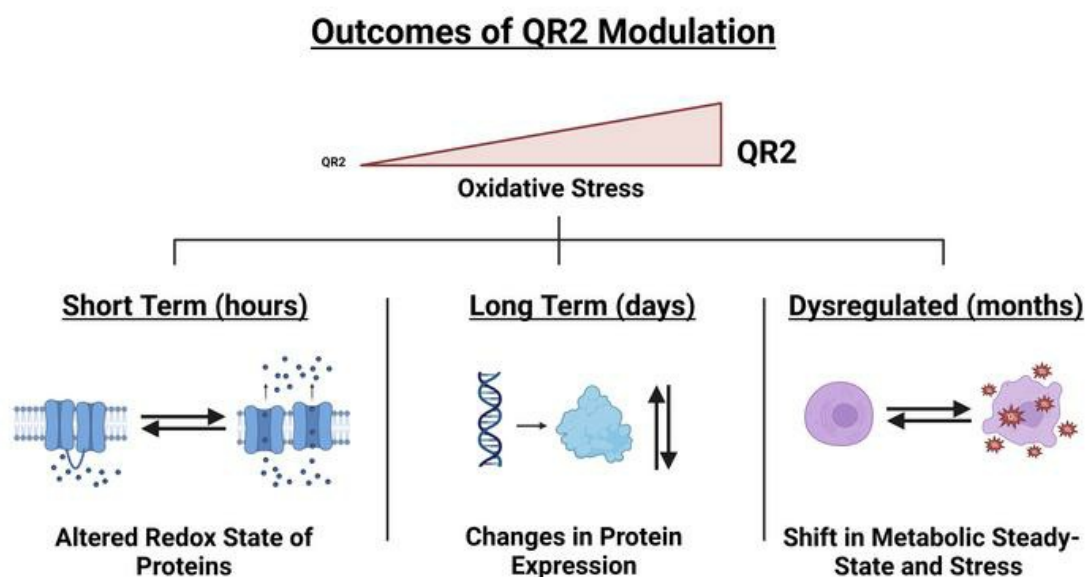 Outcomes of QR2 Modulation
QR2
QR2
Oxidative Stress
Short Term (hours)
Long Term (days)
Dysregulated (months)
Altered Redox State of
Proteins
Changes in Protein
Expression
Shift in Metabolic Steady-
State and Stress